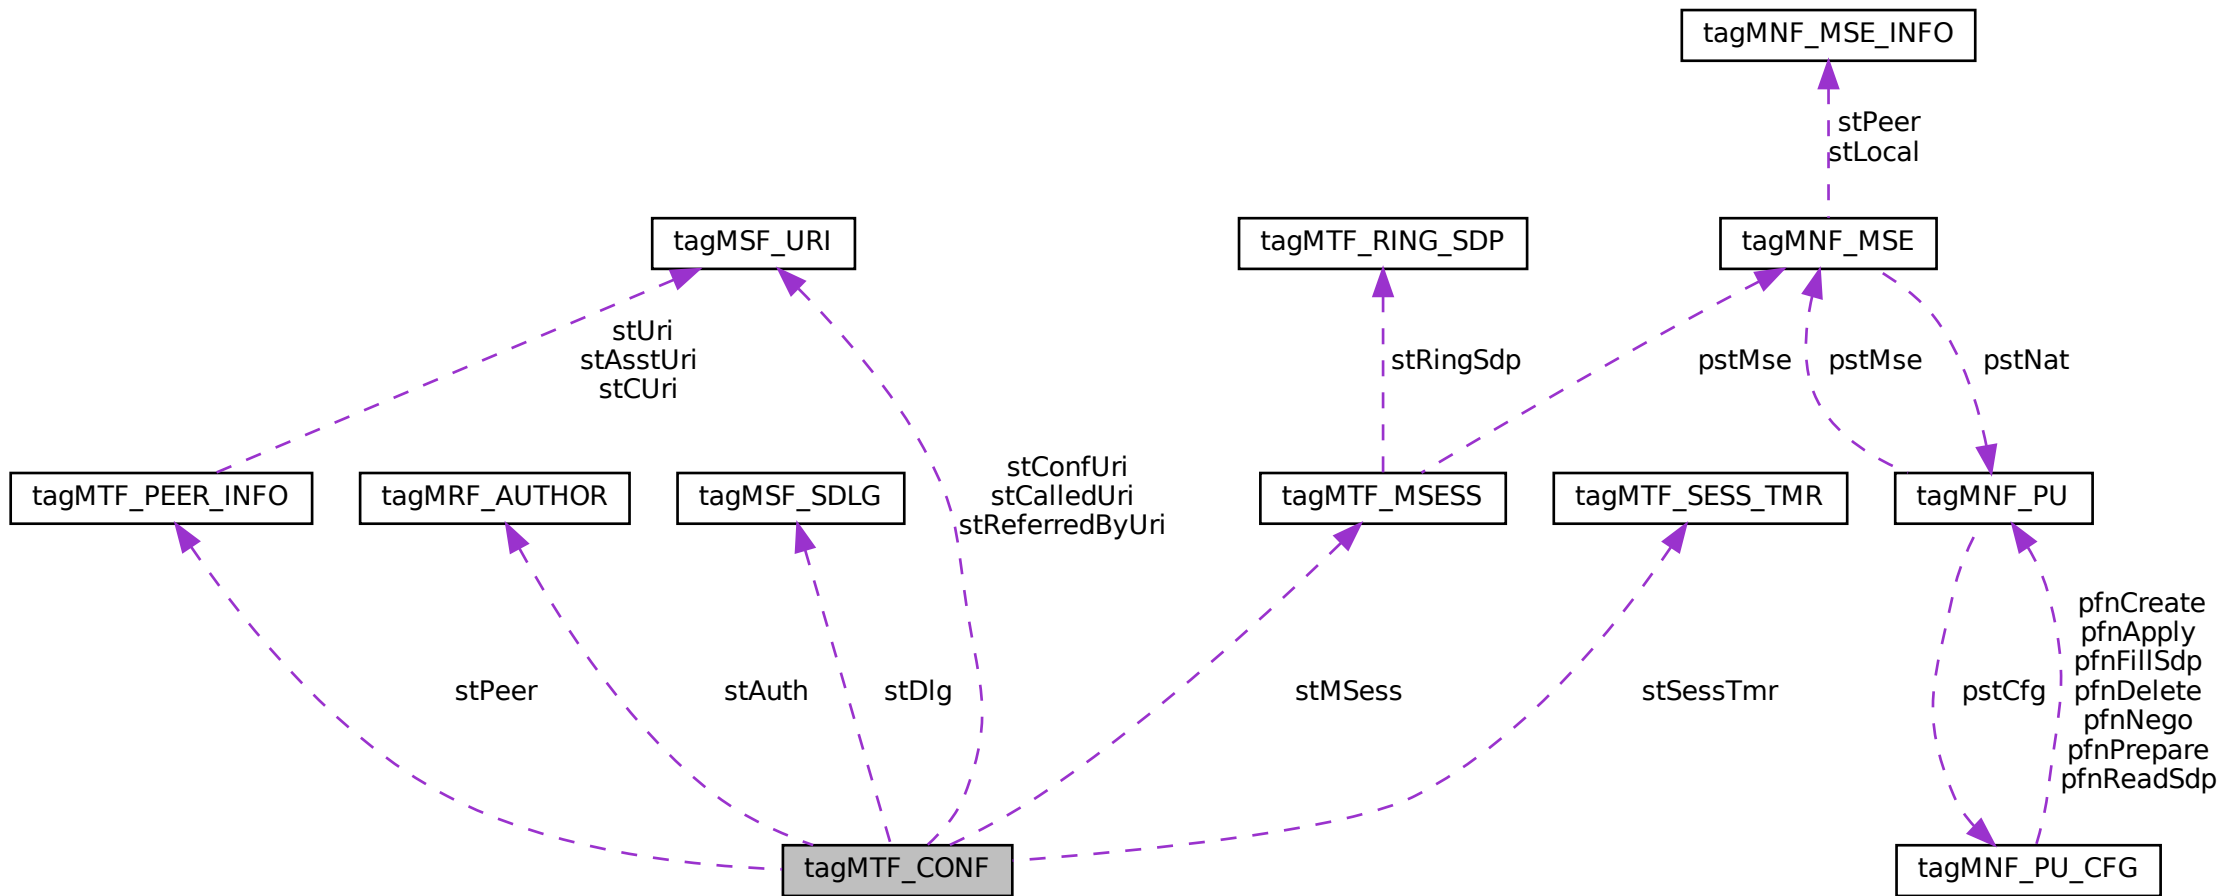 tagMNF_MSE_INFO
stPeer
stLocal
tagMSF_URI
tagMTF_RING_SDP
tagMNF_MSE
stUri
stAsstUri
stCUri
stRingSdp
pstMse
pstMse
pstNat
tagMTF_PEER_INFO
tagMRF_AUTHOR
tagMSF_SDLG
stConfUri
stCalledUri
stReferredByUri
tagMTF_MSESS
tagMTF_SESS_TMR
tagMNF_PU
stPeer
stAuth
stDlg
stMSess
stSessTmr
pstCfg
pfnCreate
pfnApply
pfnFillSdp
pfnDelete
pfnNego
pfnPrepare
pfnReadSdp
tagMTF_CONF
tagMNF_PU_CFG